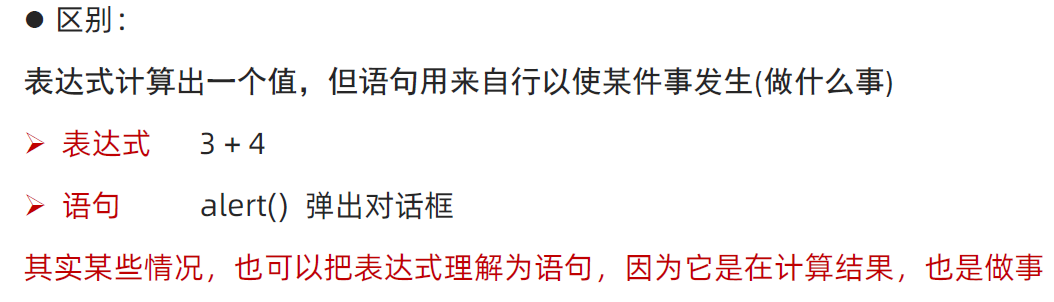 ● 区别：
表达式计算出一个值，但语句用来自行以使某件事发生(做什么事)
➢ 表达式 3 + 4
➢ 语句 alert() 弹出对话框
其实某些情况，也可以把表达式理解为语句，因为它是在计算结果，也是做事